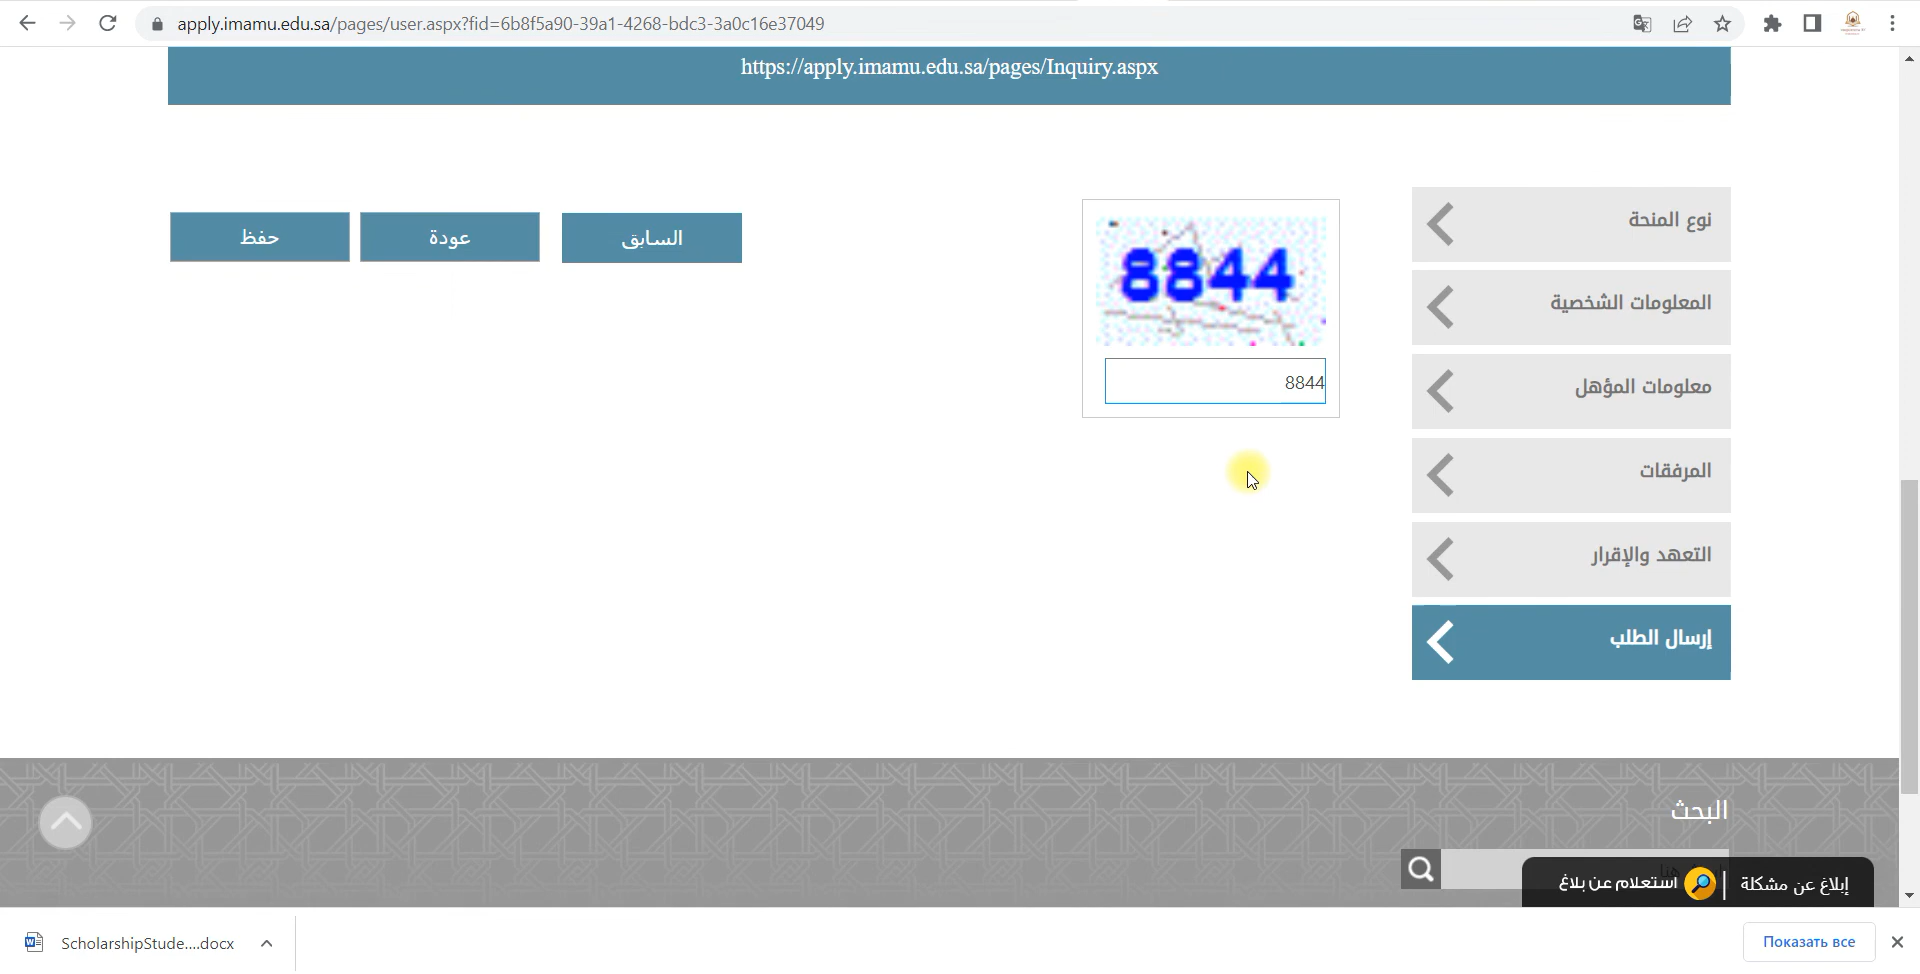 apply.imamu.edu.sa/pages/user.aspx?fid=6b8f5a90-39a1-4268-bdc3-3a0c16e37049
https://apply.imamu.edu.sa/pages/Inquiry.aspx
نوع المنحة
المعلومات الشخصية
معلومات المؤهل
المرفقات
التعهد والإقرار
إرسال الطلب
8844
8844
السابق
عودة
حفظ
البحث
إبلاغ عن مشكلة | استعلام عن بلاغ
ScholarshipStude....docx
Показать все